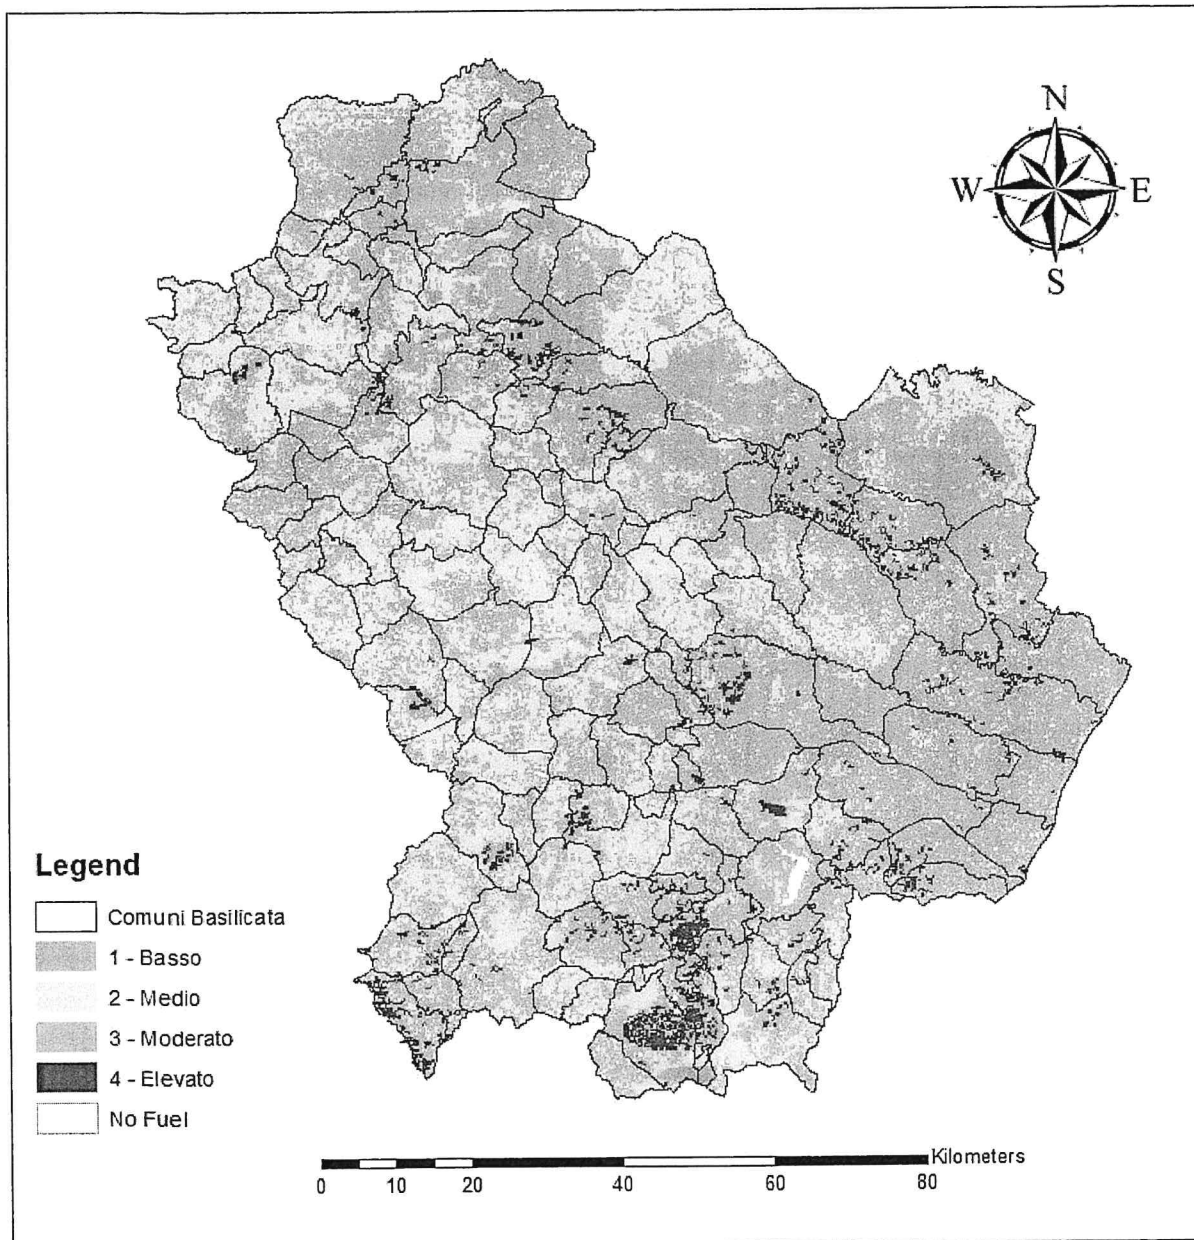 N
W E
S
Legend
Comuni Basilicata
1 - Basso
2 - Medio
3 - Moderato
4 - Elevato
No Fuel
Kilometers
0 10 20 40 60 80